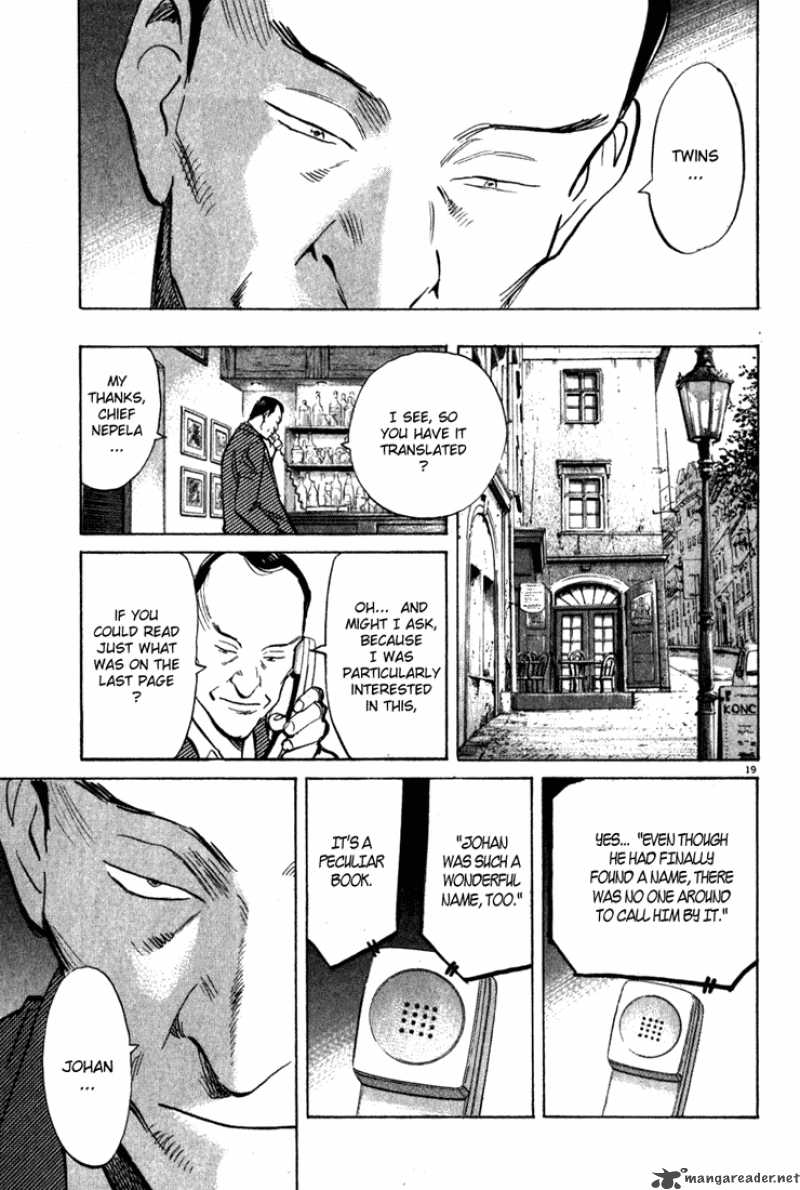 TWINS
...
KONC
I SEE, SO
YOU HAVE IT
TRANSLATED
?
MY
THANKS,
CHIEF
NEPELA
...
OH... AND
MIGHT I ASK,
BECAUSE
I WAS
PARTICULARLY
INTERESTED
IN THIS,
IF YOU
COULD READ
JUST WHAT
WAS ON THE
LAST PAGE
?
19
YES... "EVEN THOUGH
HE HAD FINALLY
FOUND A NAME, THERE
WAS NO ONE AROUND
TO CALL HIM BY IT."
"JOHAN
WAS SUCH A
WONDERFUL
NAME, TOO."
IT'S A
PECULIAR
BOOK.
JOHAN
...
mangareader.net